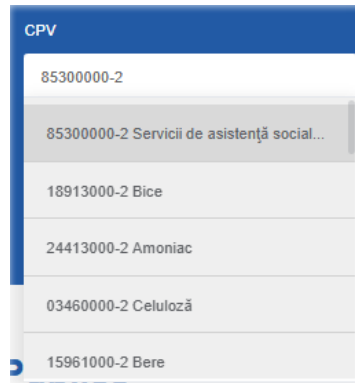 CPV
85300000-2
85300000-2 Servicii de asistenţă social...
18913000-2 Bice
24413000-2 Amoniac
03460000-2 Celuloză
15961000-2 Bere